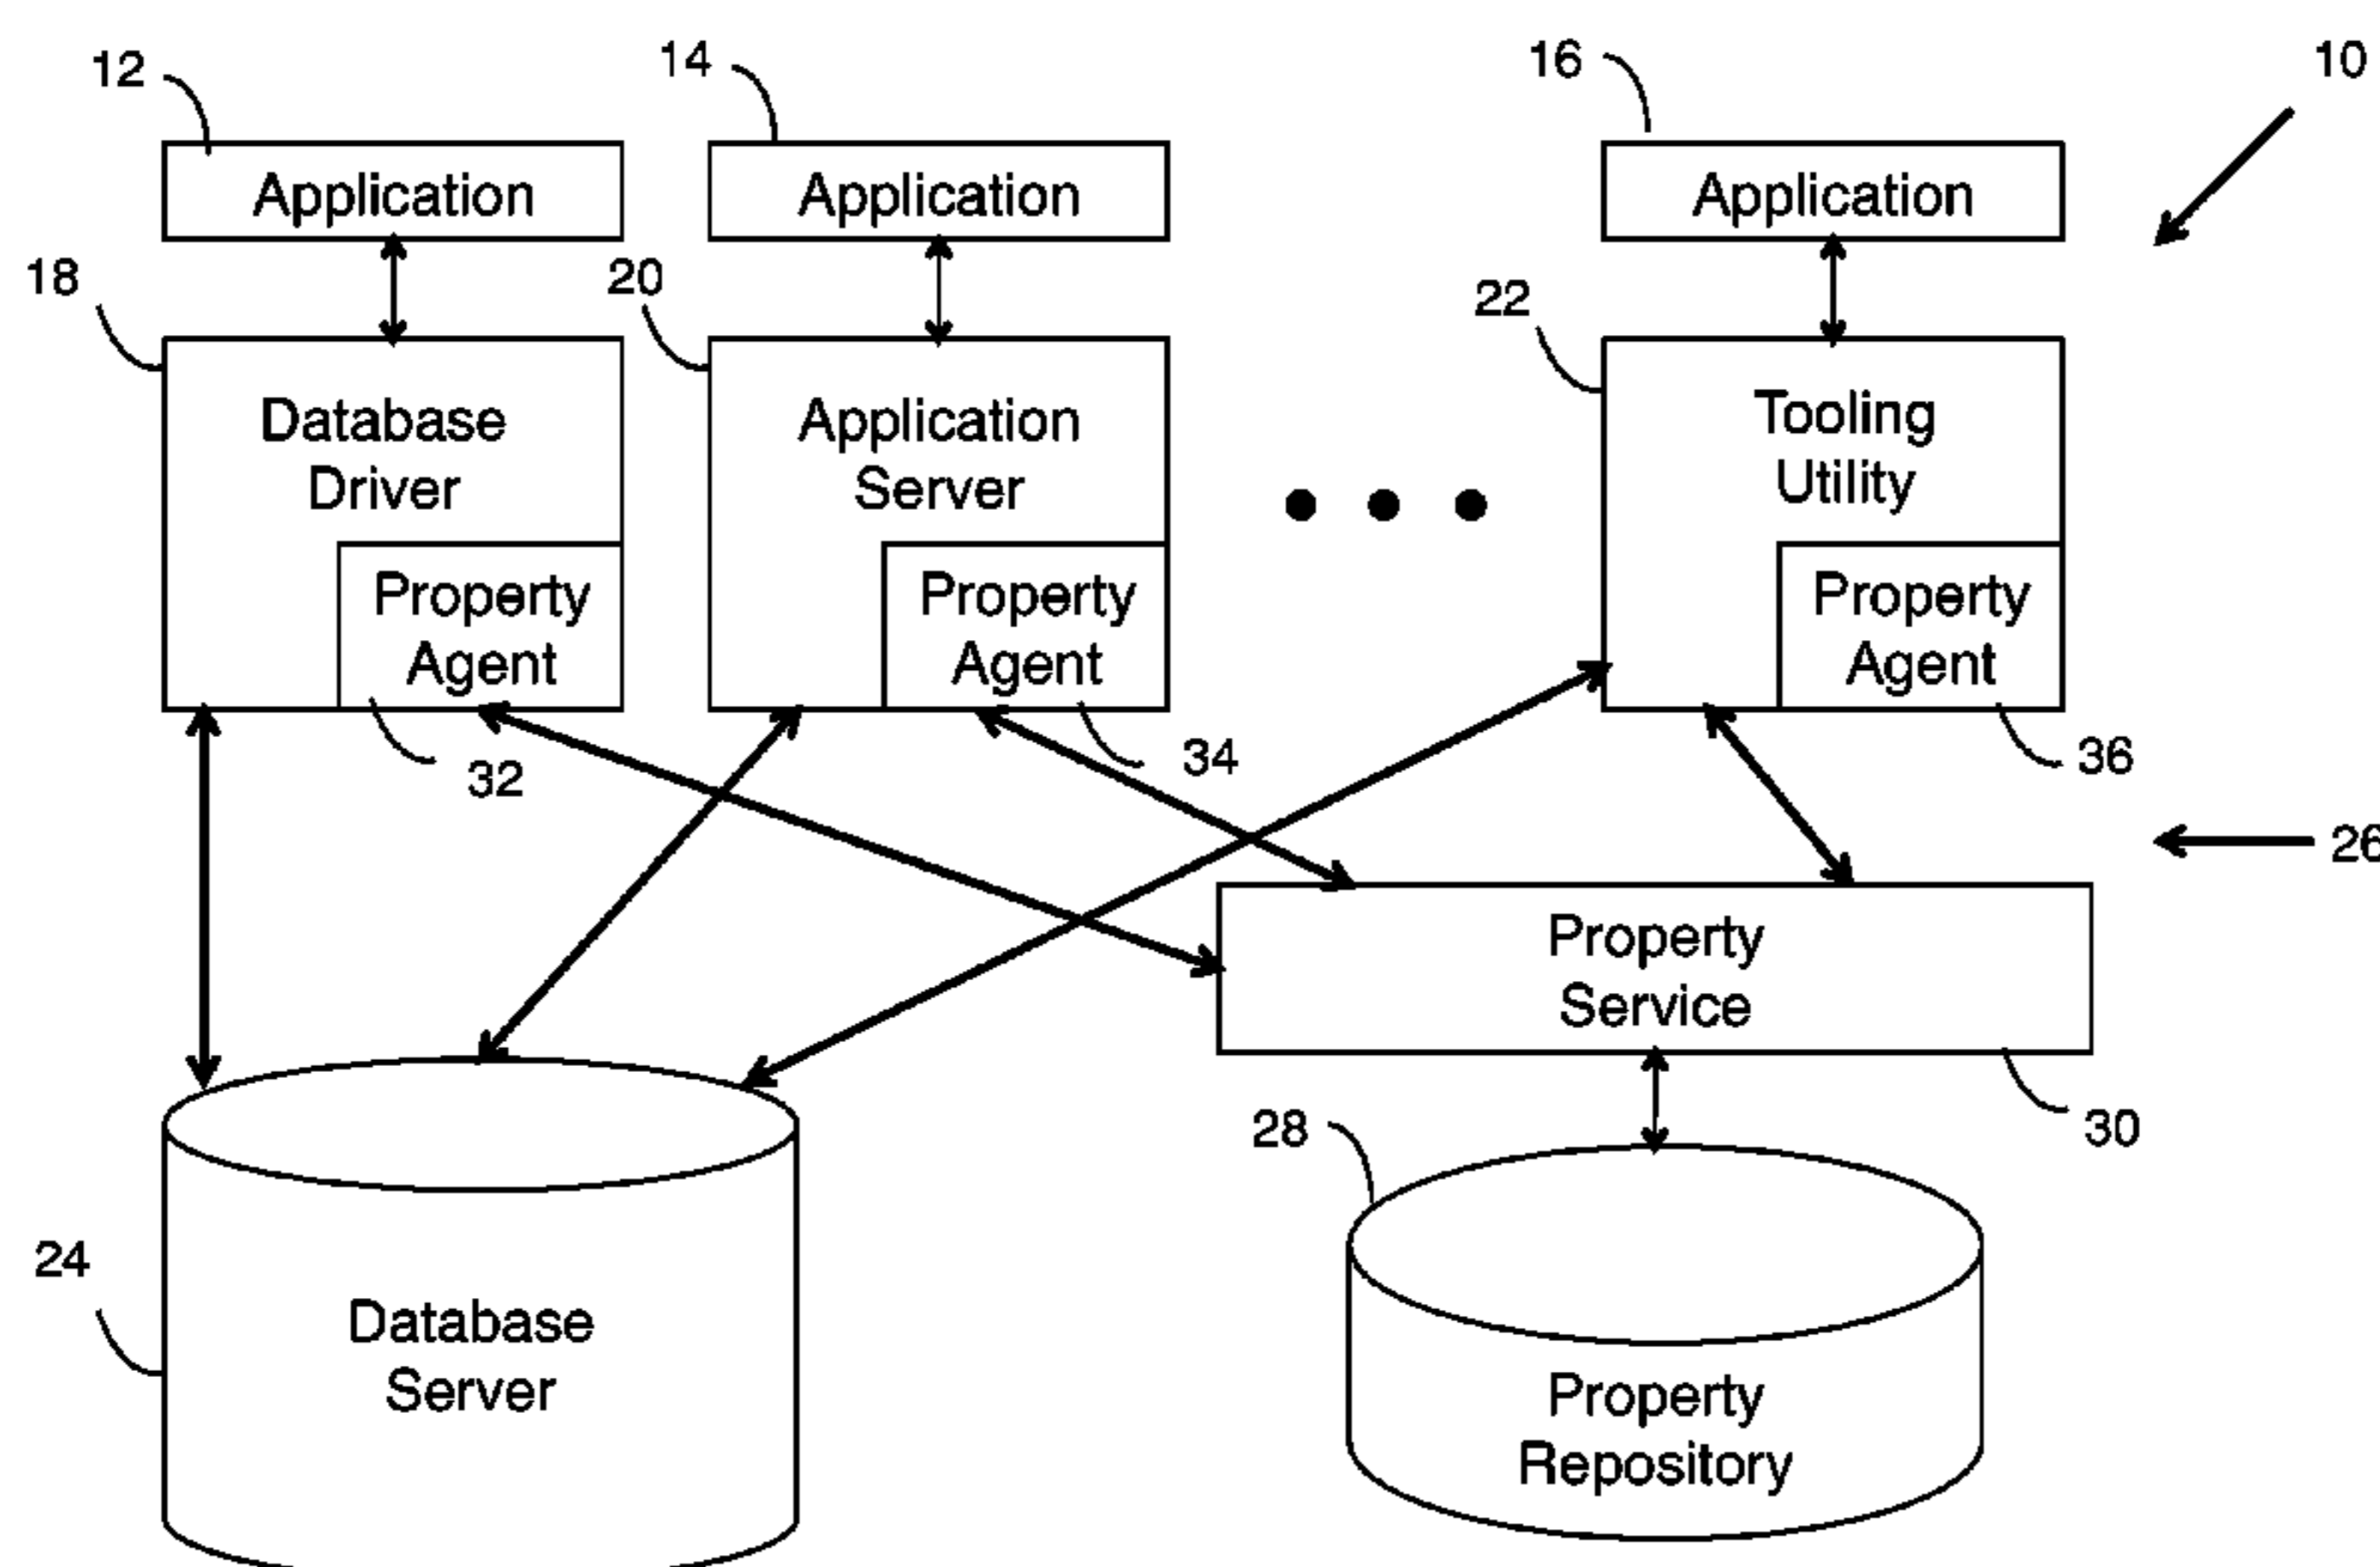 12
14
16
10
Application
Application
Application
18
20
22
Database
Driver
Application
Server
Tooling
Utility
Property
Agent
Property
Agent
Property
Agent
32
34
36
26
Property
Service
28
30
24
Database
Server
Property
Repository